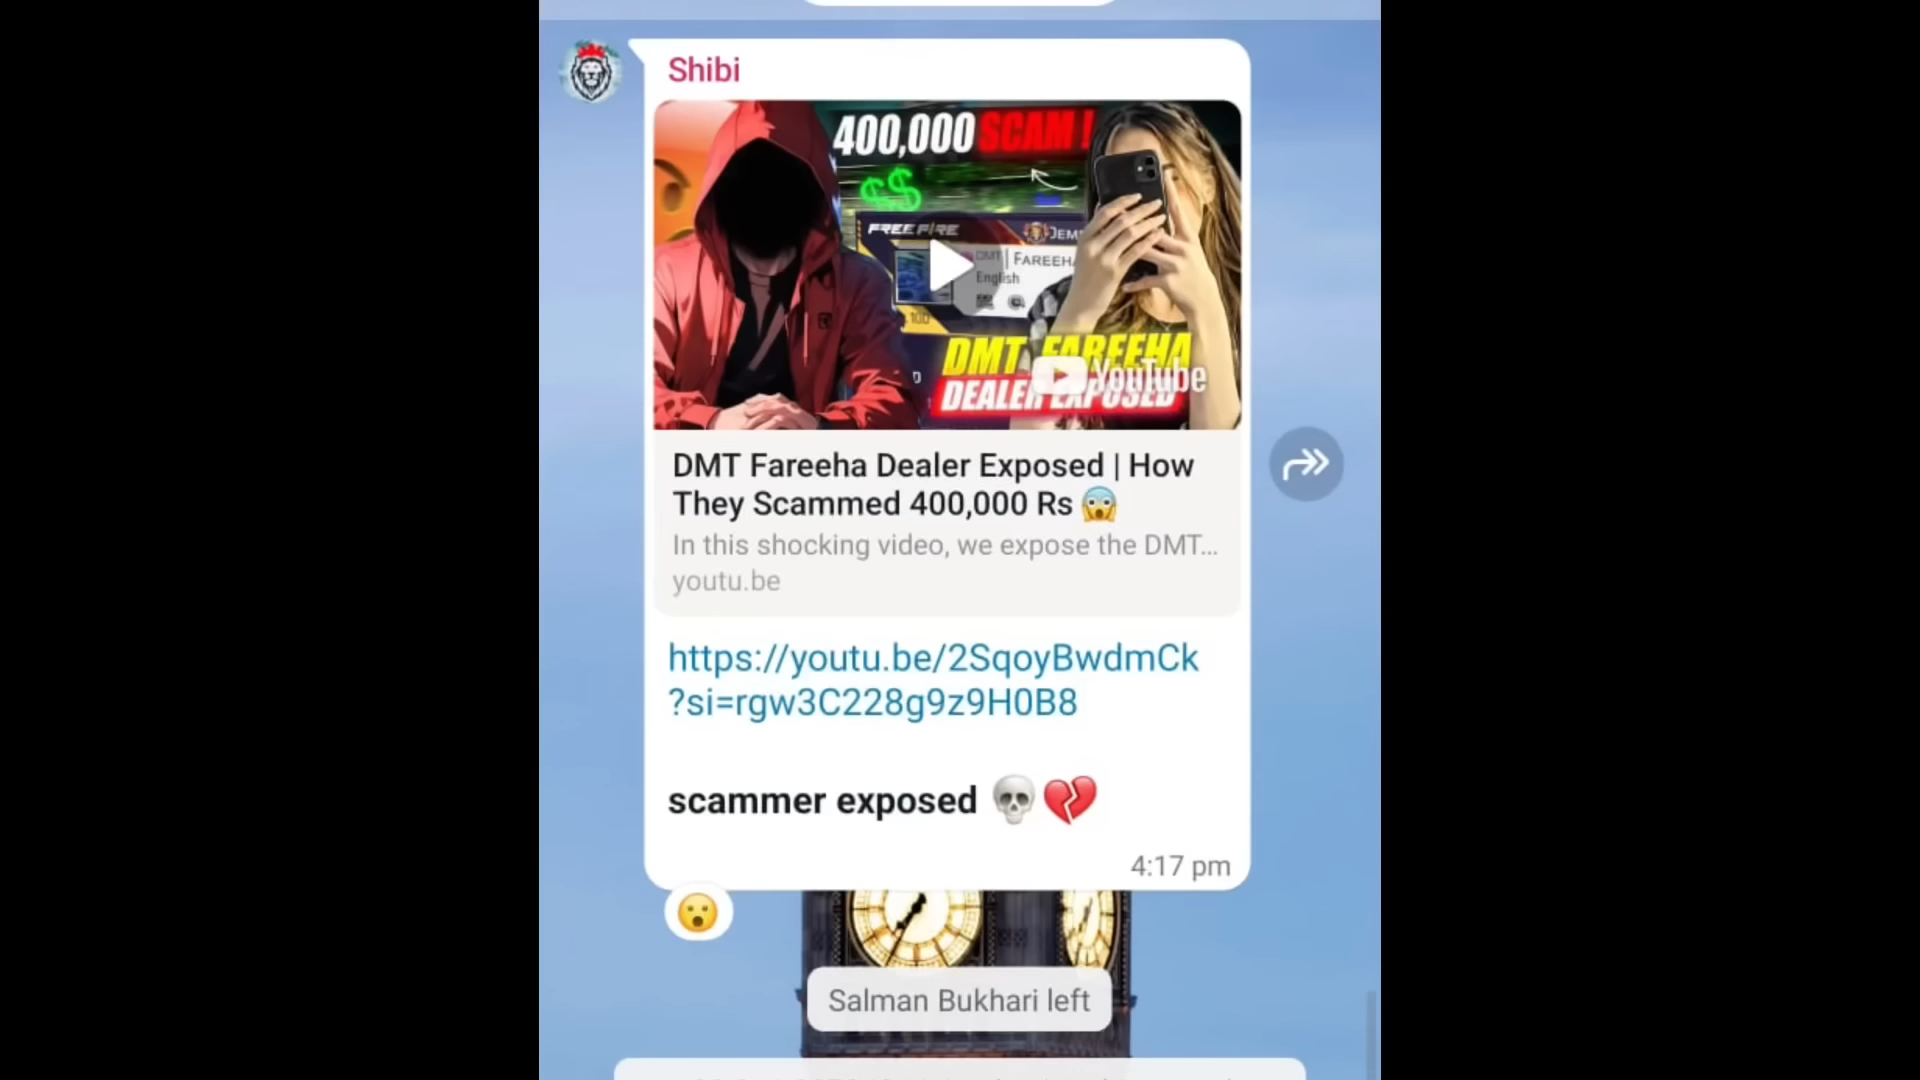 Shibi
400,000 SCAM !
$$
FREE FIRE
DMT | FAREEHA
English
100
DMT FAREEHA
YouTube
DEALER EXPOSED
DMT Fareeha Dealer Exposed | How
They Scammed 400,000 Rs 😱
In this shocking video, we expose the DMT...
youtu.be
https://youtu.be/2SqoyBwdmCk
?si=rgw3C228g9z9H0B8
scammer exposed 💀💔
4:17 pm
😮
Salman Bukhari left